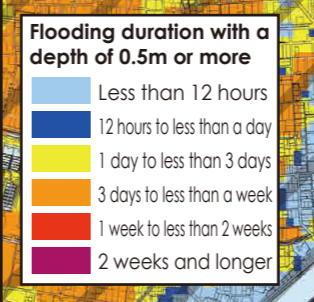 Flooding duration with a
depth of 0.5m or more
Less than 12 hours
12 hours to less than a day
1 day to less than 3 days
3 days to less than a week
1 week to less than 2 weeks
2 weeks and longer